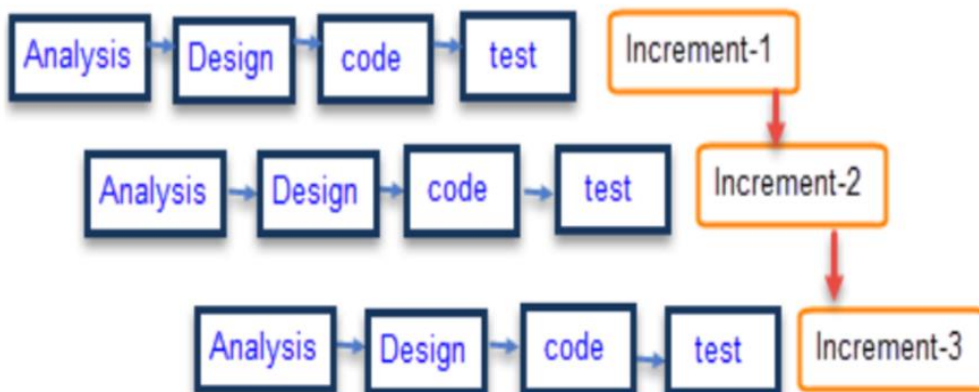 Analysis Design code test Increment-1
Analysis Design code test Increment-2
Analysis Design code test Increment-3